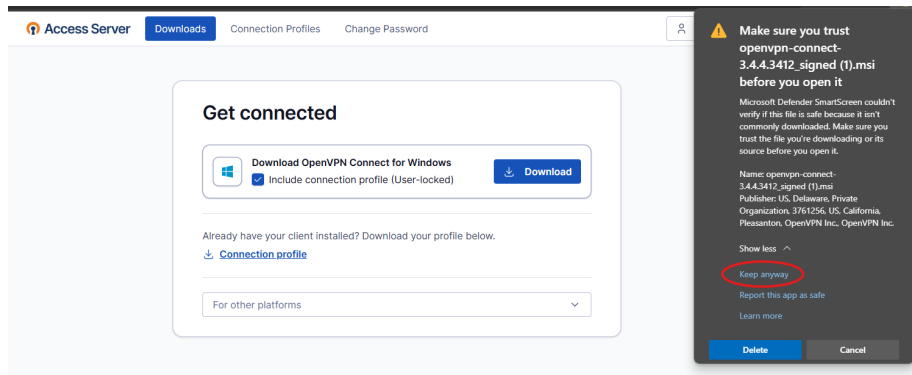 Access Server
Downloads
Connection Profiles
Change Password
Get connected
Download OpenVPN Connect for Windows
Include connection profile (User-locked)
Download
Already have your client installed? Download your profile below.
Connection profile
For other platforms
Make sure you trust
openvpn-connect-
3.4.4.3412_signed (1).msi
before you open it
Microsoft Defender SmartScreen couldn't
verify if this file is safe because it isn't
commonly downloaded. Make sure you
trust the file you're downloading or its
source before you open it.
Name: openvpn-connect-
3.4.4.3412_signed (1).msi
Publisher: US, Delaware, Private
Organization, 3761256, US, California,
Pleasanton, OpenVPN Inc., OpenVPN Inc.
Show less
Keep anyway
Report this app as safe
Learn more
Delete
Cancel